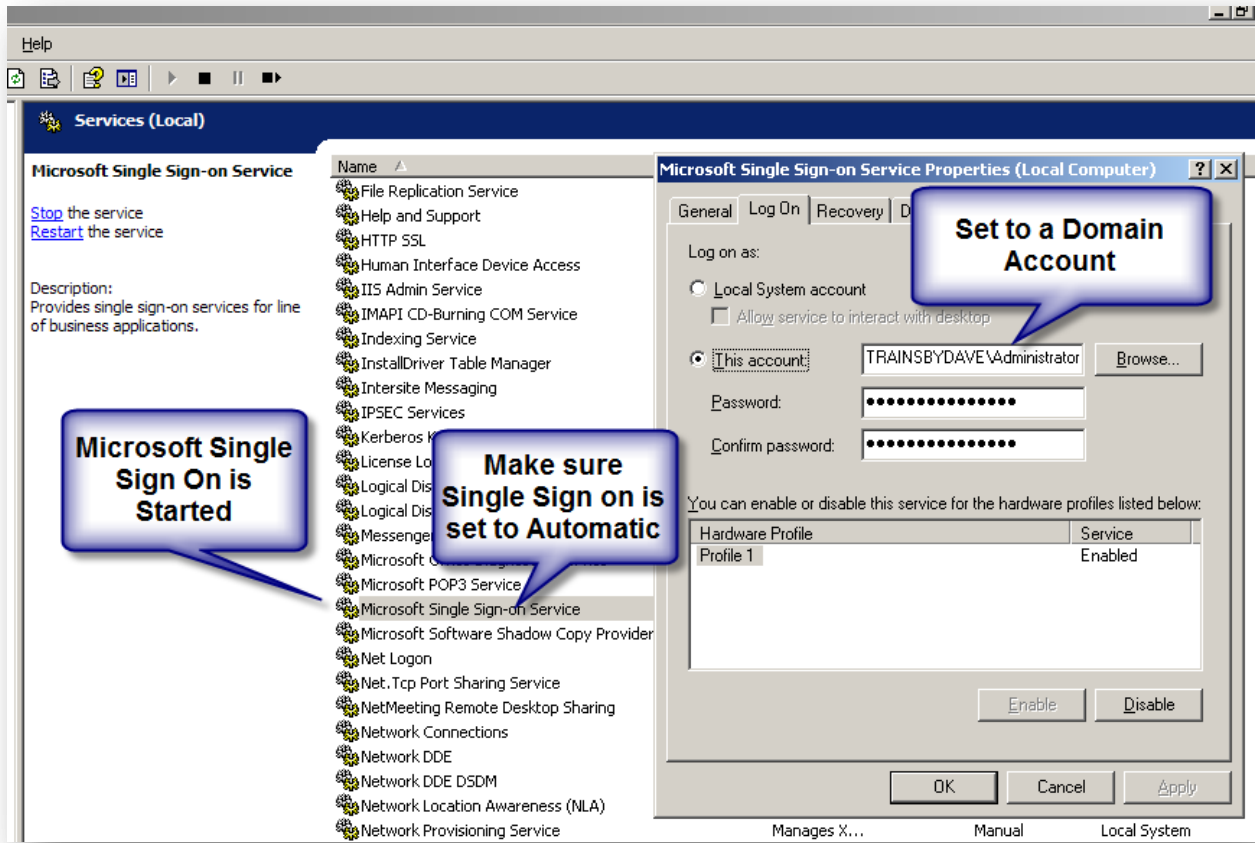 Help
Services (Local)
Microsoft Single Sign-on Service
Stop the service
Restart the service
Description:
Provides single sign-on services for line
of business applications.
Name
File Replication Service
Help and Support
HTTP SSL
Human Interface Device Access
IIS Admin Service
IMAPI CD-Burning COM Service
Indexing Service
InstallDriver Table Manager
Intersite Messaging
IPSEC Services
Kerberos
License
Logical
Logical
Messenger
Microsoft
Microsoft POP3 Service
Microsoft Single Sign-on Service
Microsoft Software Shadow Copy Provider
Net Logon
Net.Tcp Port Sharing Service
NetMeeting Remote Desktop Sharing
Network Connections
Network DDE
Network DDE DSDM
Network Location Awareness (NLA)
Network Provisioning Service Manages X... Manual Local System
Microsoft Single
Sign On is
Started
Make sure
Single Sign on is
set to Automatic
Microsoft Single Sign-on Service Properties (Local Computer)
General Log On Recovery
Set to a Domain
Account
Log on as:
Local System account
Allow service to interact with desktop
This account: TRAINSBYDAVE\Administrator Browse...
Password:
Confirm password:
You can enable or disable this service for the hardware profiles listed below:
Hardware Profile Service
Profile 1 Enabled
Enable Disable
OK Cancel Apply